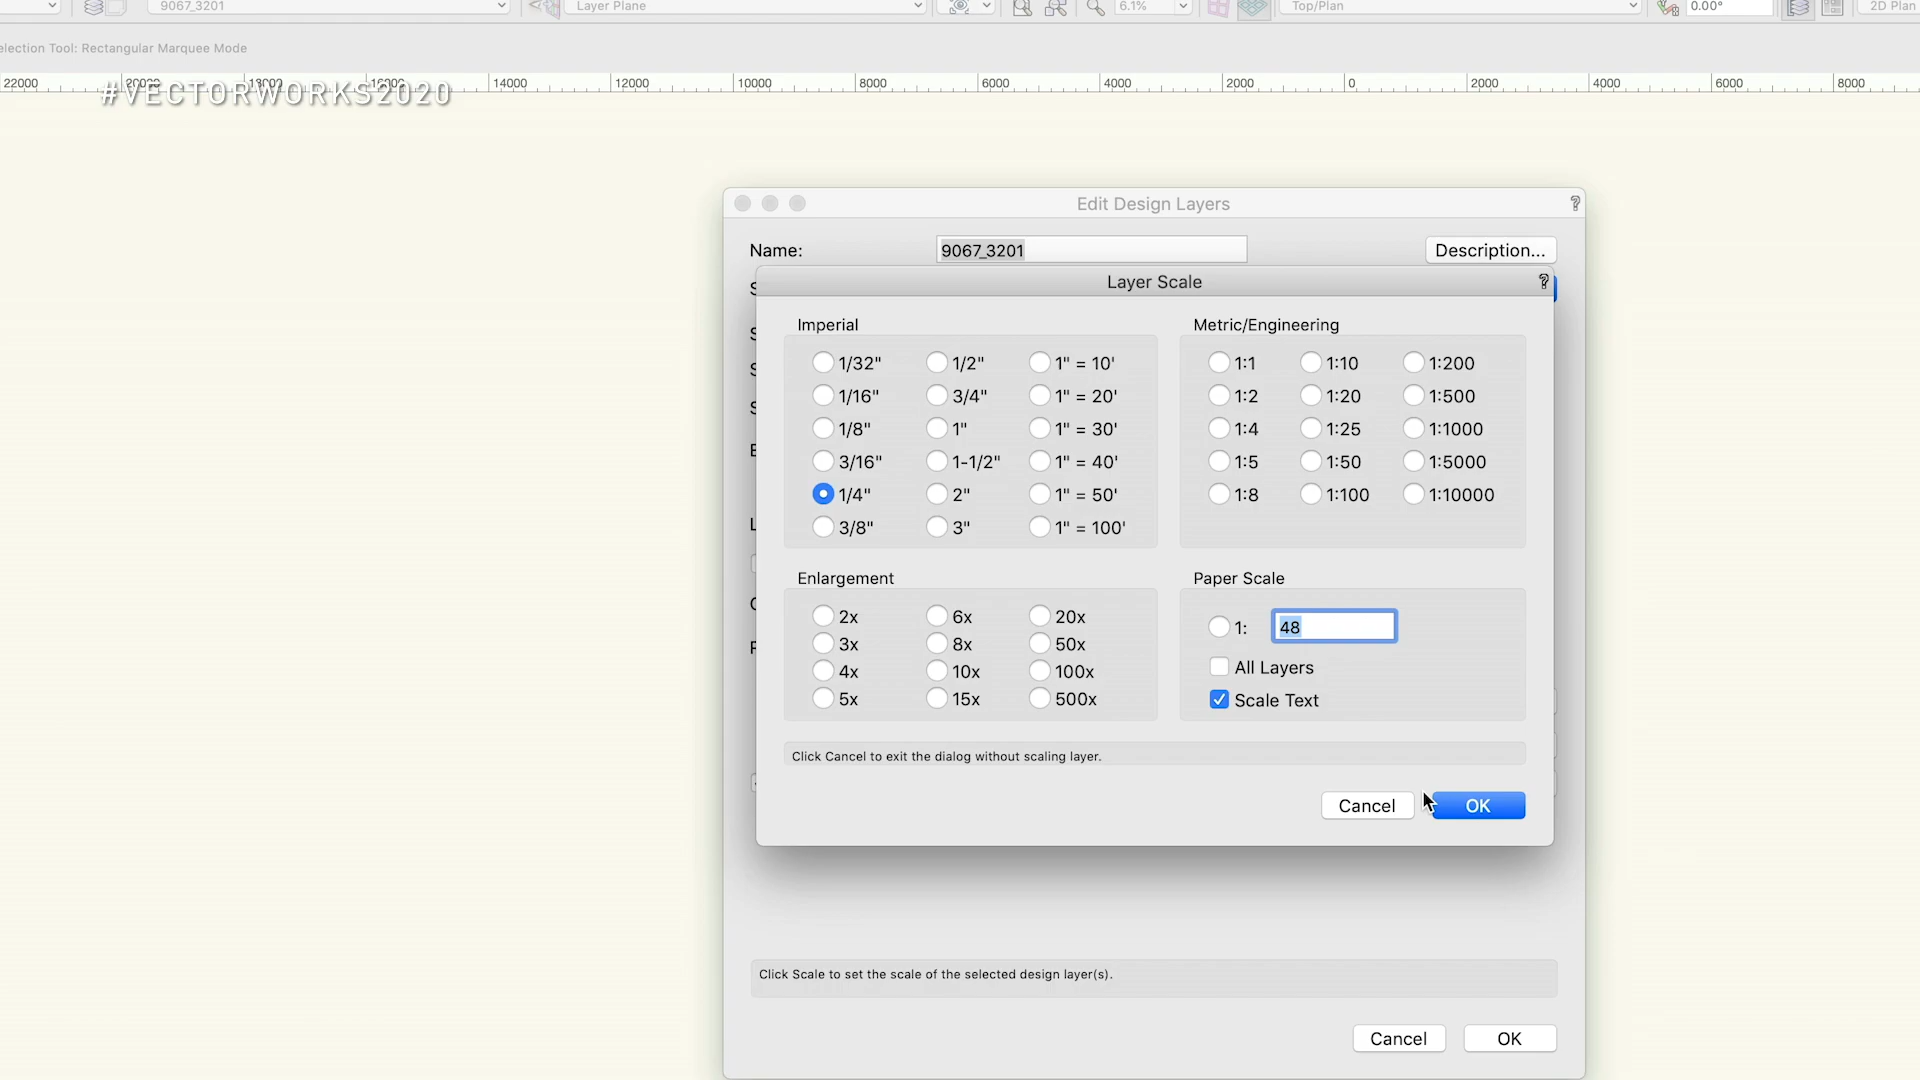 9067_3201 Layer Plane 6.1% Top/Plan 0.00° 2D Plan
election Tool: Rectangular Marquee Mode
22000 20000 18000 16000 14000 12000 10000 8000 6000 4000 2000 0 2000 4000 6000 8000
#VECTORWORKS2020
Edit Design Layers ?
Name: 9067_3201 Description...
Layer Scale ?
Imperial
1/32" 1/2" 1" = 10'
1/16" 3/4" 1" = 20'
1/8" 1" 1" = 30'
3/16" 1-1/2" 1" = 40'
1/4" 2" 1" = 50'
3/8" 3" 1" = 100'
Metric/Engineering
1:1 1:10 1:200
1:2 1:20 1:500
1:4 1:25 1:1000
1:5 1:50 1:5000
1:8 1:100 1:10000
Enlargement
2x 6x 20x
3x 8x 50x
4x 10x 100x
5x 15x 500x
Paper Scale
1: 48
All Layers
Scale Text
Click Cancel to exit the dialog without scaling layer.
Cancel OK
Click Scale to set the scale of the selected design layer(s).
Cancel OK